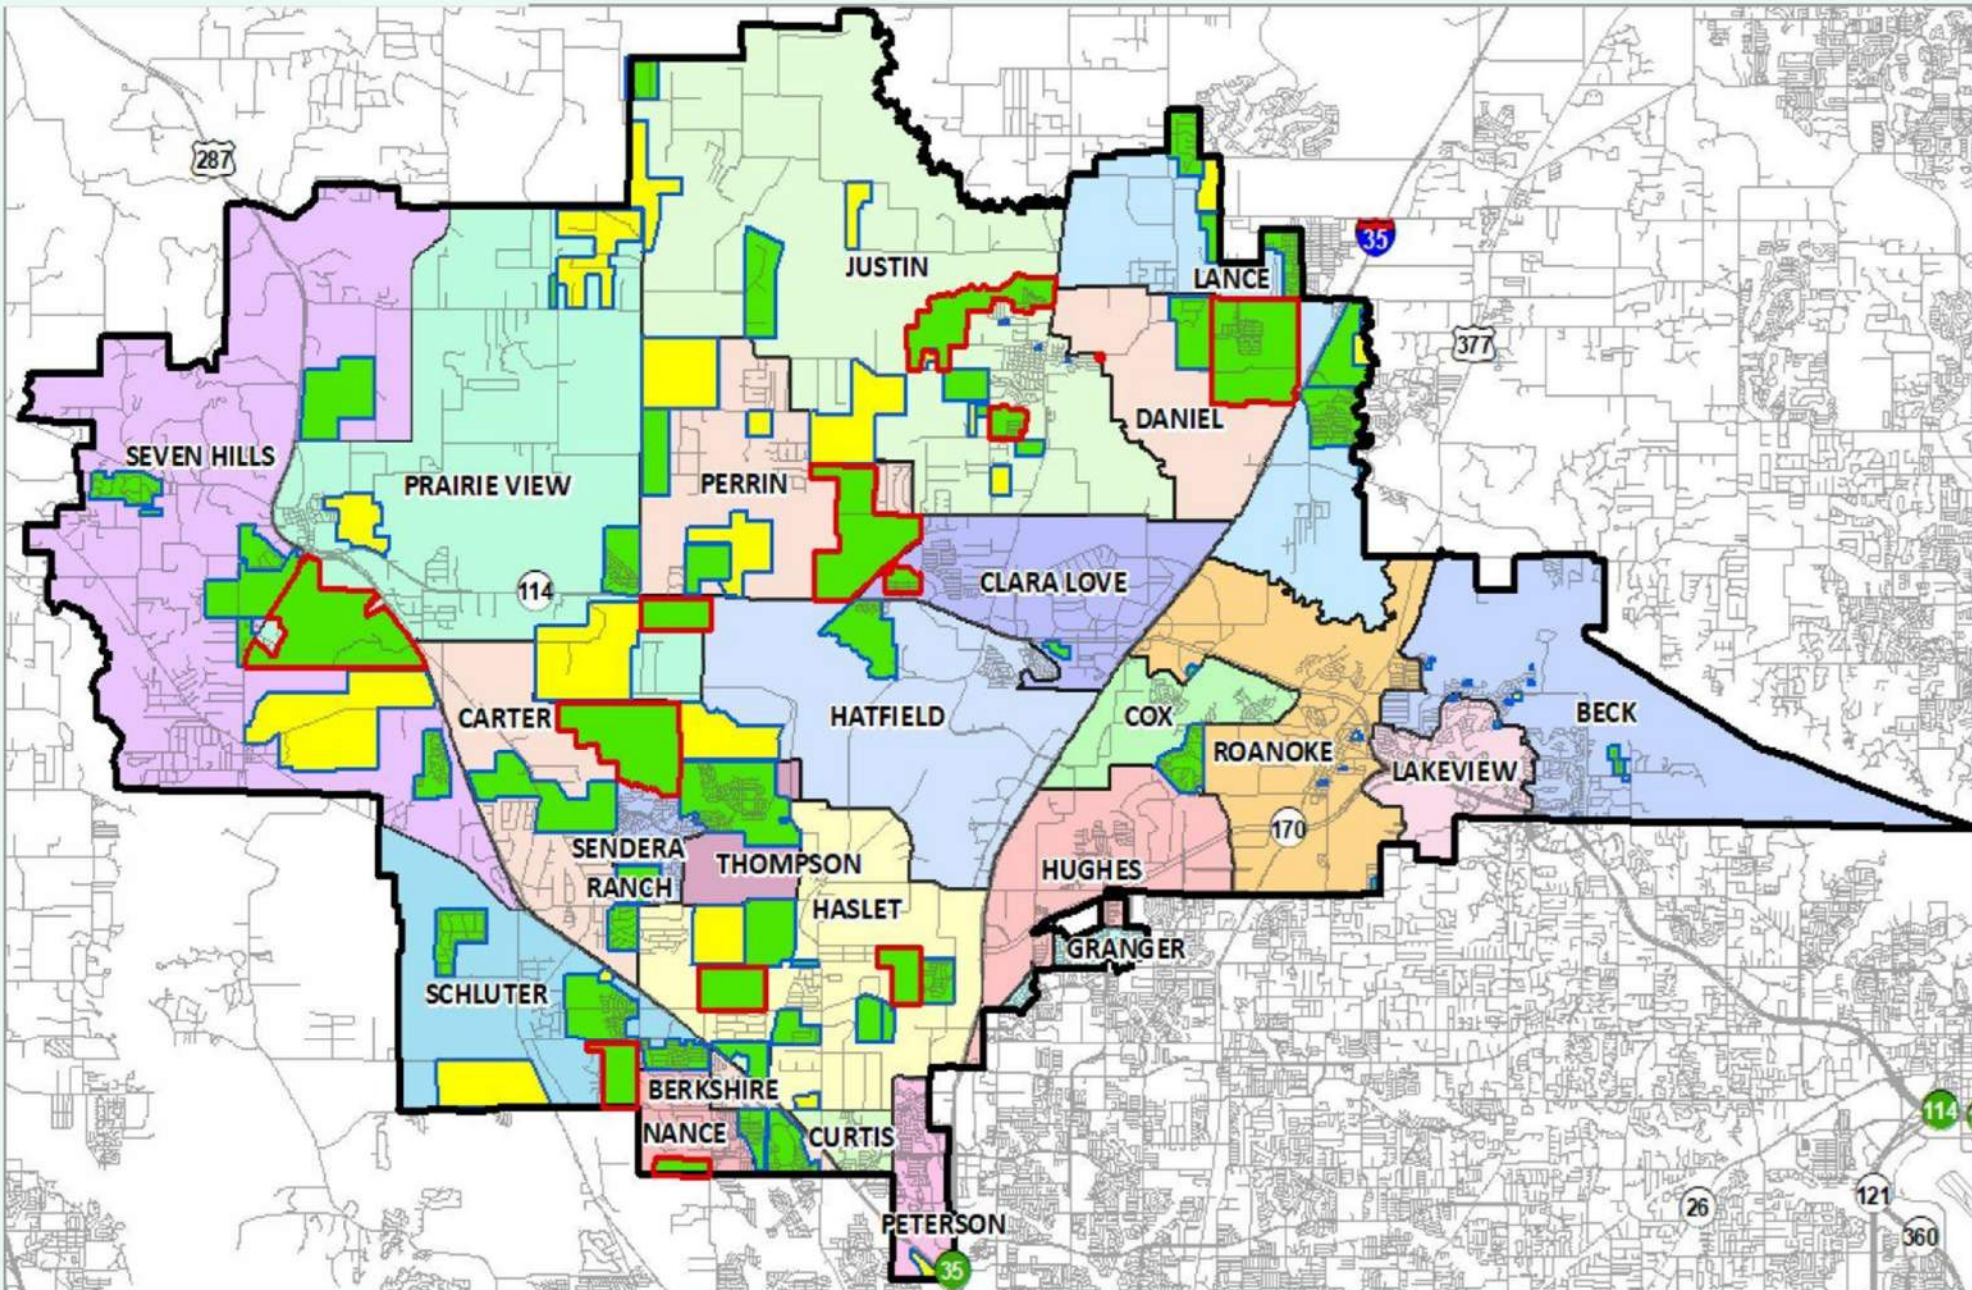 287
35
JUSTIN
LANCE
377
DANIEL
SEVEN HILLS
PRAIRIE VIEW
PERRIN
114
CLARA LOVE
CARTER
HATFIELD
COX
BECK
ROANOKE
LAKEVIEW
170
SENDERA
RANCH
THOMPSON
HUGHES
HASLET
GRANGER
SCHLUTER
BERKSHIRE
NANCE
CURTIS
114
121
26
PETERSON
360
35